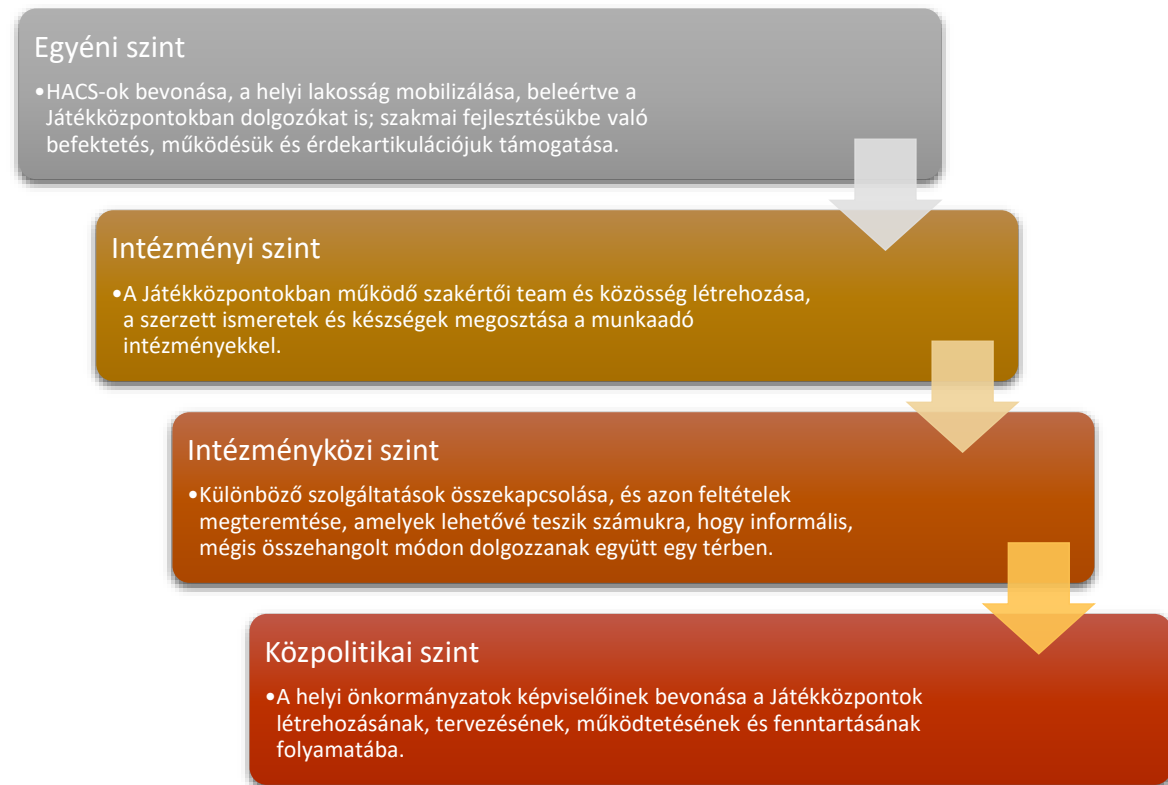 Egyéni szint
•HACS-ok bevonása, a helyi lakosság mobilizálása, beleértve a
Játékközpontokban dolgozókat is; szakmai fejlesztésükbe való
befektetés, működésük és érdekartikulációjuk támogatása.
Intézményi szint
•A Játékközpontokban működő szakértői team és közösség létrehozása,
a szerzett ismeretek és készségek megosztása a munkaadó
intézményekkel.
Intézményközi szint
•Különböző szolgáltatások összekapcsolása, és azon feltételek
megteremtése, amelyek lehetővé teszik számukra, hogy informális,
mégis összehangolt módon dolgozzanak együtt egy térben.
Közpolitikai szint
•A helyi önkormányzatok képviselőinek bevonása a Játékközpontok
létrehozásának, tervezésének, működtetésének és fenntartásának
folyamatába.